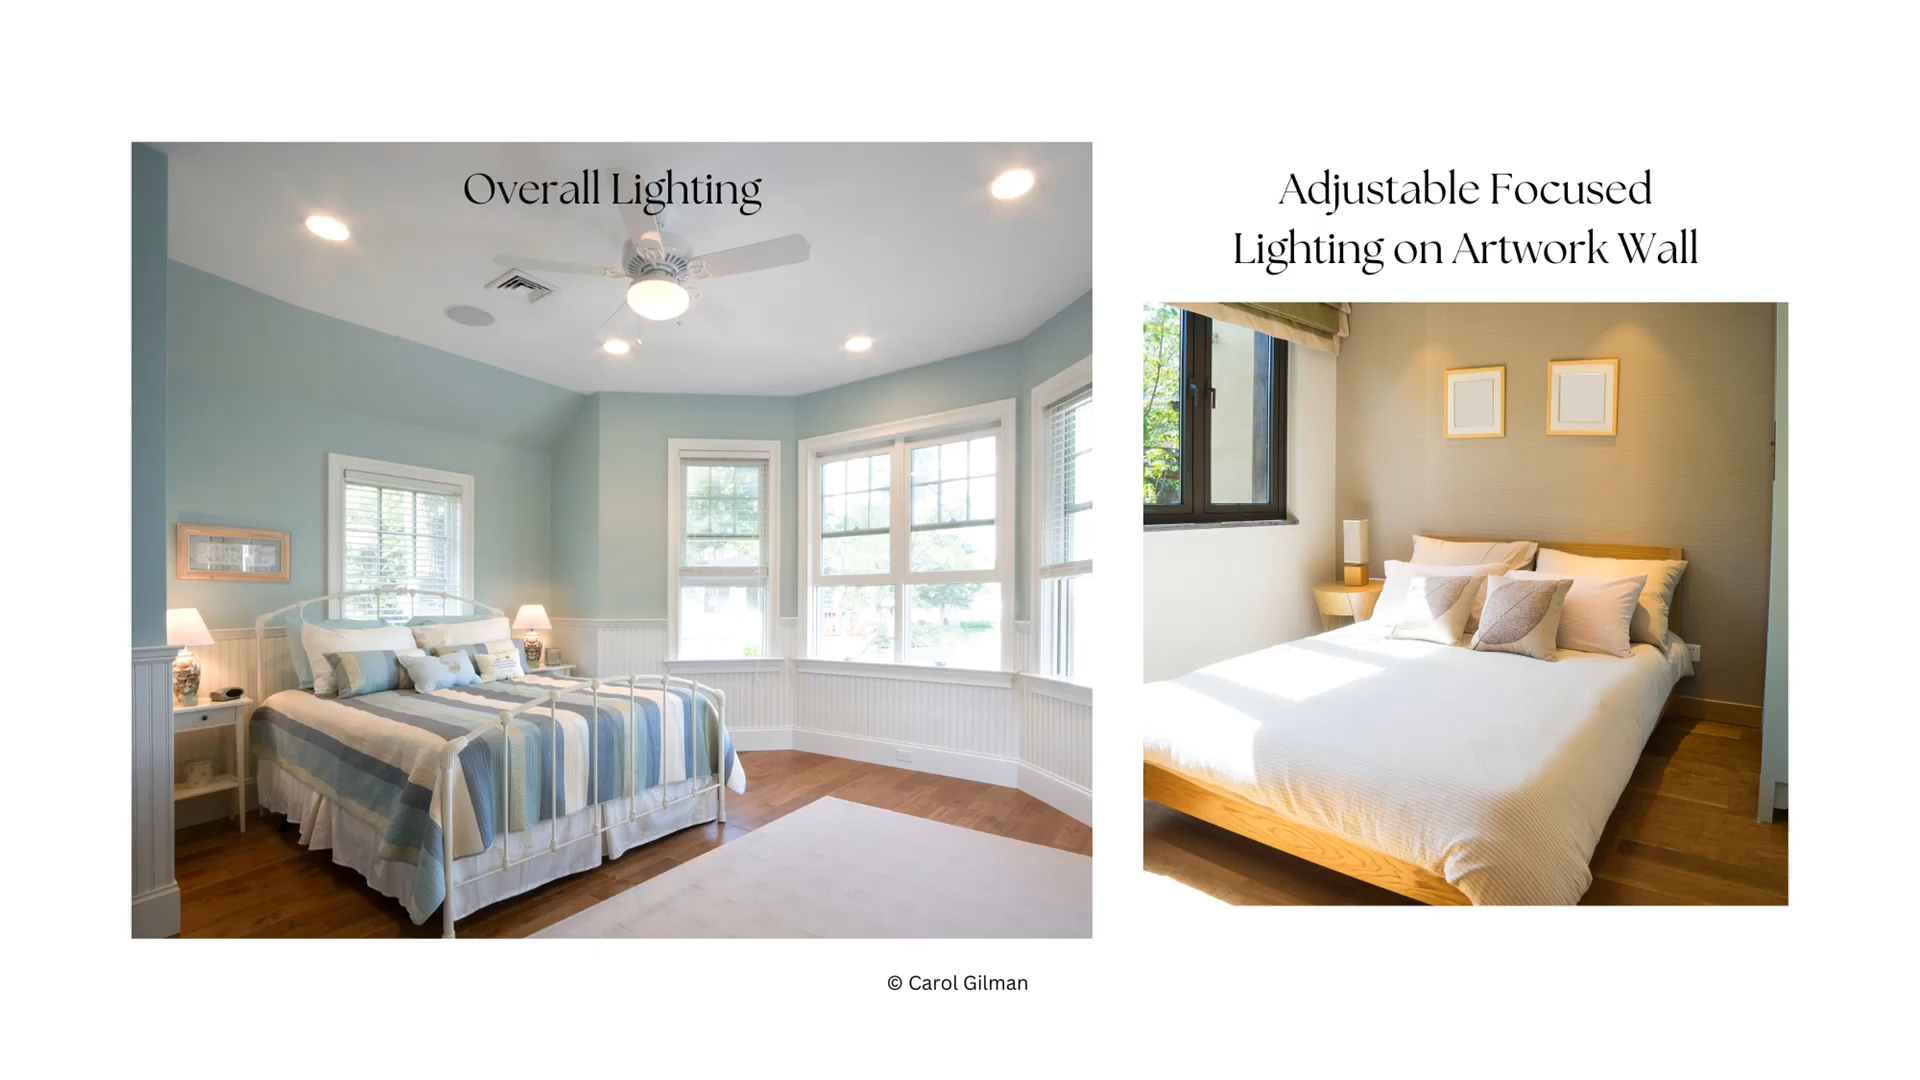 Overall Lighting
Adjustable Focused
Lighting on Artwork Wall
© Carol Gilman